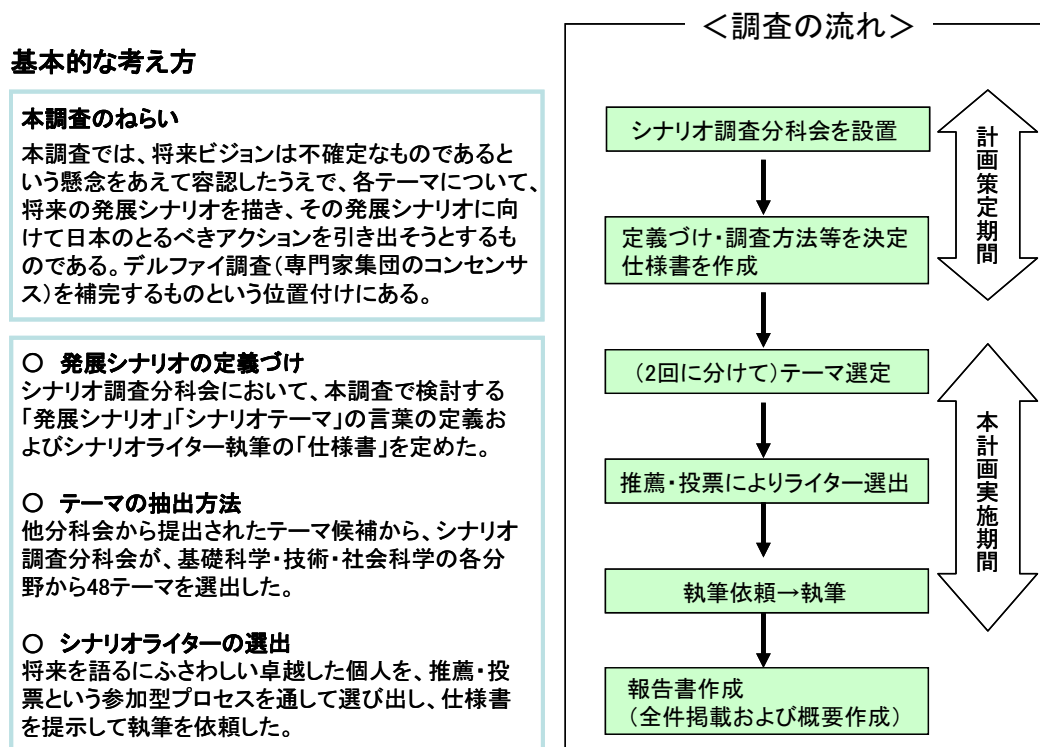 基本的な考え方
本調査のねらい
本調査では、将来ビジョンは不確定なものであると
いう懸念をあえて容認したうえで、各テーマについて、
将来の発展シナリオを描き、その発展シナリオに向
けて日本のとるべきアクションを引き出そうとするも
のである。デルファイ調査(専門家集団のコンセンサ
ス)を補完するものという位置付けにある。
○ 発展シナリオの定義づけ
シナリオ調査分科会において、本調査で検討する
「発展シナリオ」「シナリオテーマ」の言葉の定義お
よびシナリオライター執筆の「仕様書」を定めた。
○ テーマの抽出方法
他分科会から提出されたテーマ候補から、シナリオ
調査分科会が、基礎科学・技術・社会科学の各分
野から48テーマを選出した。
○ シナリオライターの選出
将来を語るにふさわしい卓越した個人を、推薦・投
票という参加型プロセスを通して選び出し、仕様書
を提示して執筆を依頼した。
<調査の流れ>
シナリオ調査分科会を設置
定義づけ・調査方法等を決定
仕様書を作成
(2回に分けて)テーマ選定
推薦・投票によりライター選出
執筆依頼→執筆
報告書作成
(全件掲載および概要作成)
計画策定期間
本計画実施期間